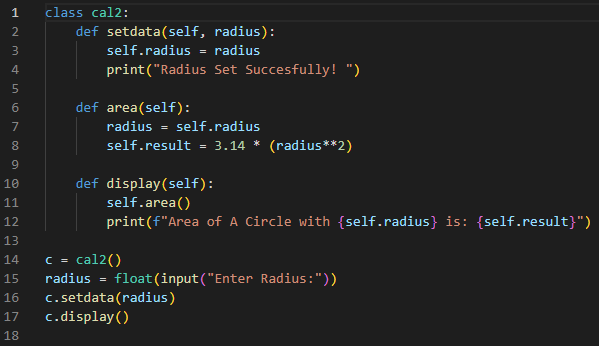 1 class cal2:
2     def setdata(self, radius):
3         self.radius = radius
4         print("Radius Set Succesfully! ")
5
6     def area(self):
7         radius = self.radius
8         self.result = 3.14 * (radius**2)
9
10     def display(self):
11         self.area()
12         print(f"Area of A Circle with {self.radius} is: {self.result}")
13
14 c = cal2()
15 radius = float(input("Enter Radius:"))
16 c.setdata(radius)
17 c.display()
18